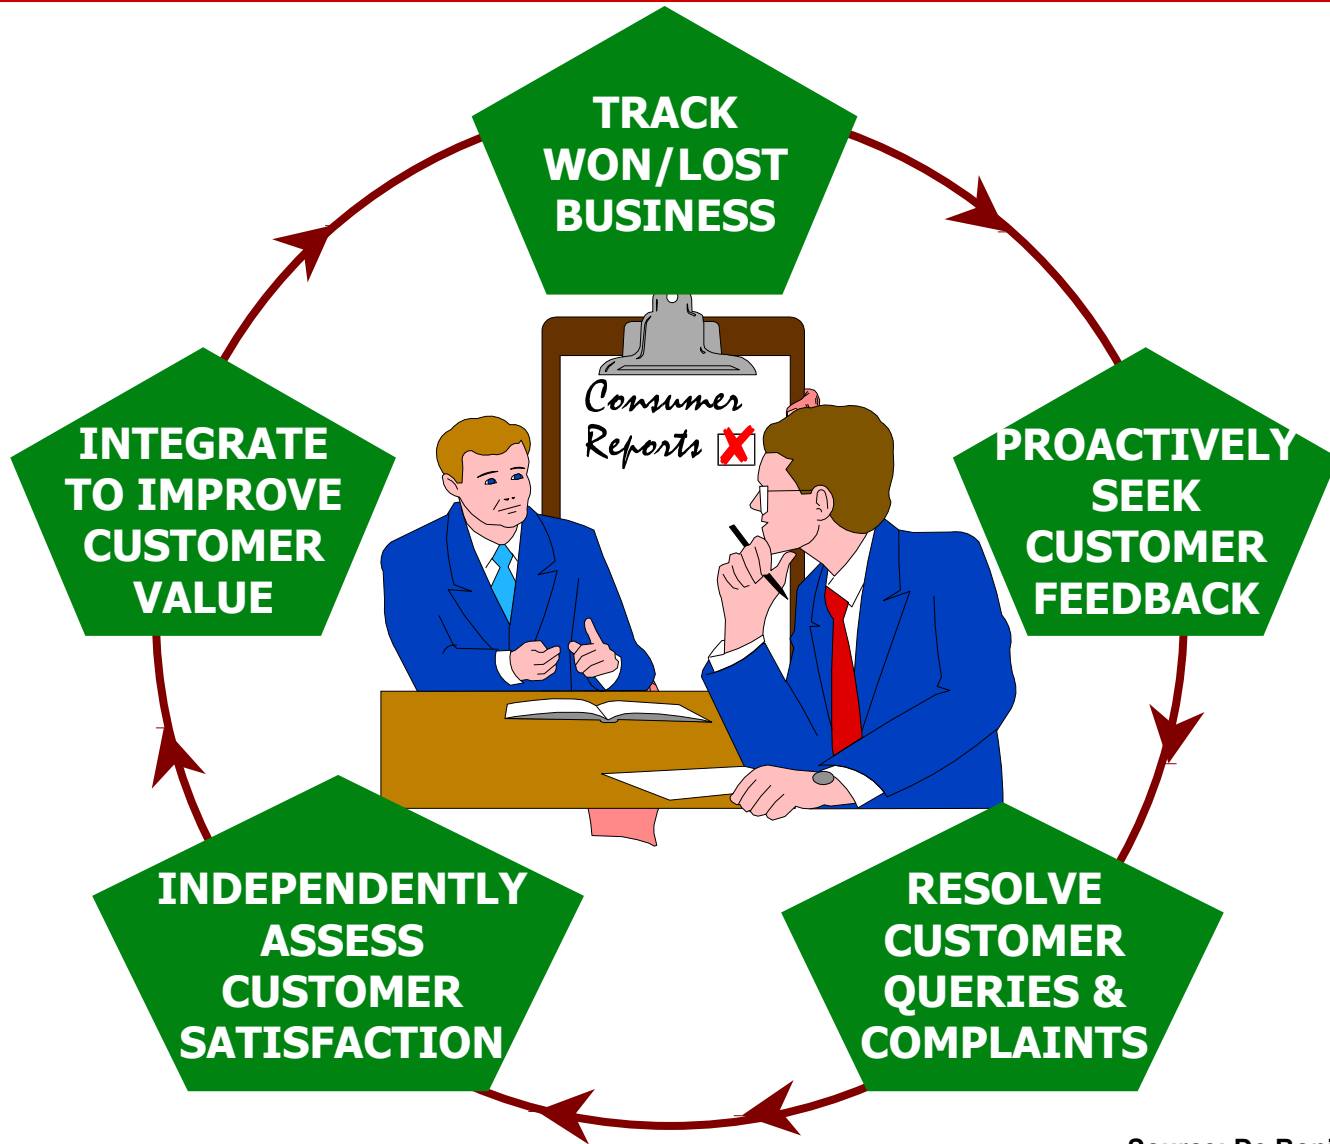 TRACK
WON/LOST
BUSINESS
Consumer
Reports
INTEGRATE
TO IMPROVE
CUSTOMER
VALUE
PROACTIVELY
SEEK
CUSTOMER
FEEDBACK
INDEPENDENTLY
ASSESS
CUSTOMER
SATISFACTION
RESOLVE
CUSTOMER
QUERIES &
COMPLAINTS